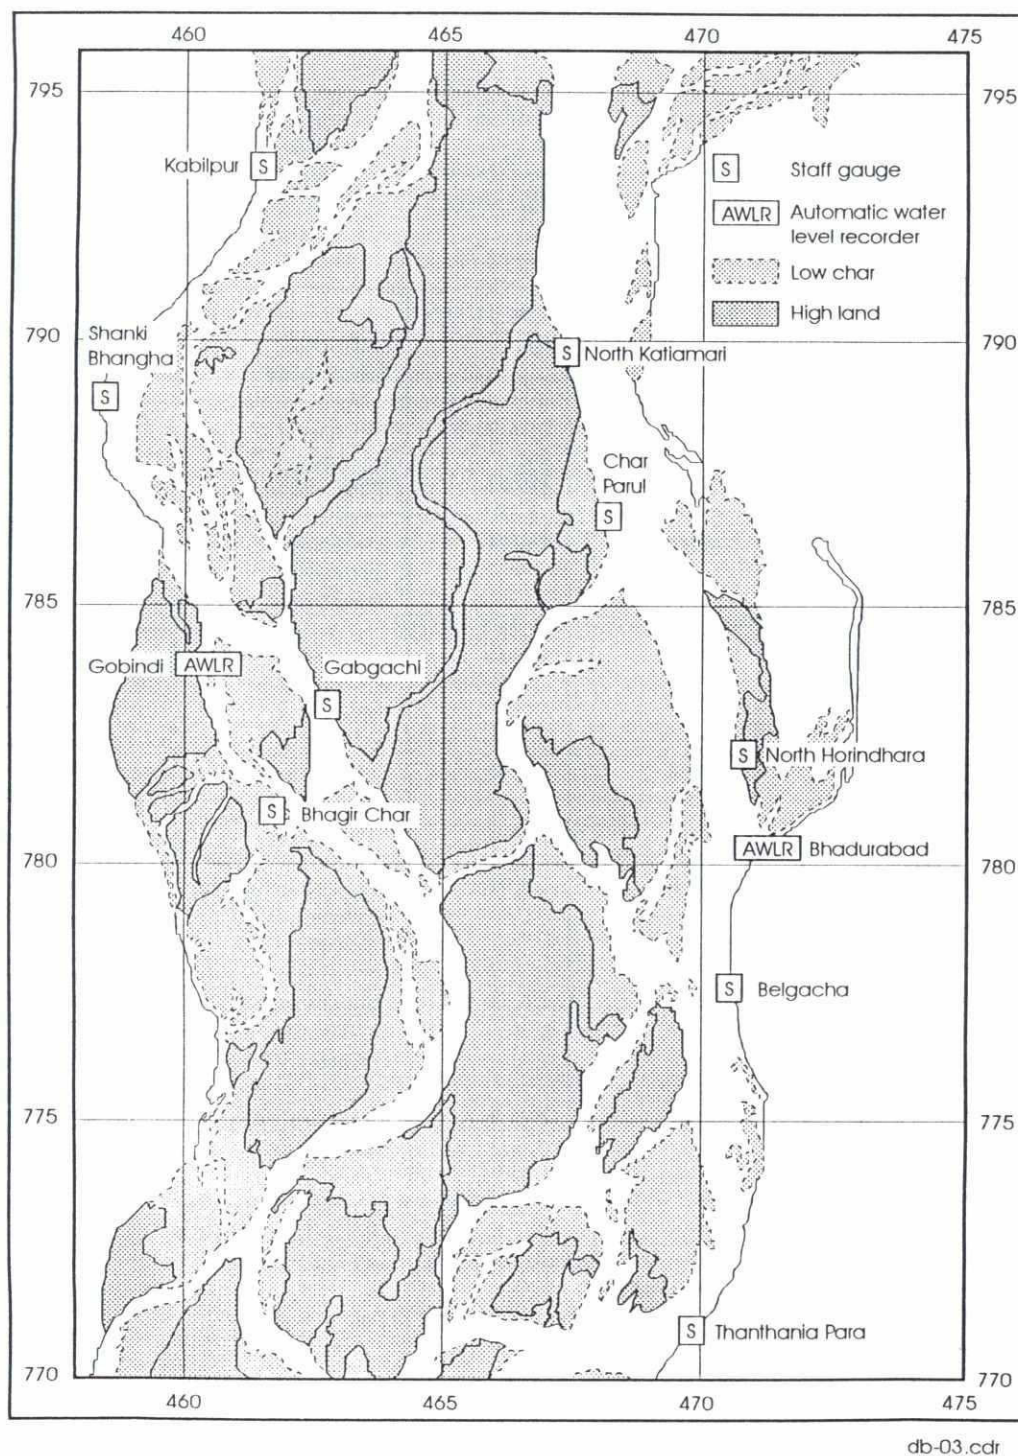 460 465 470 475
795 795
Kabilpur S
S Staff gauge
AWLR Automatic water
level recorder
Low char
High land
790 790
Shanki
Bhangha
S
S North Katiamari
Char
Parul
S
785 785
Gobindi AWLR
Gabgachi
S
S North Horindhara
S Bhagir Char
AWLR Bhadurabad
780 780
S Belgacha
775 775
S Thanthania Para
770 770
460 465 470 475
db-03.cdr